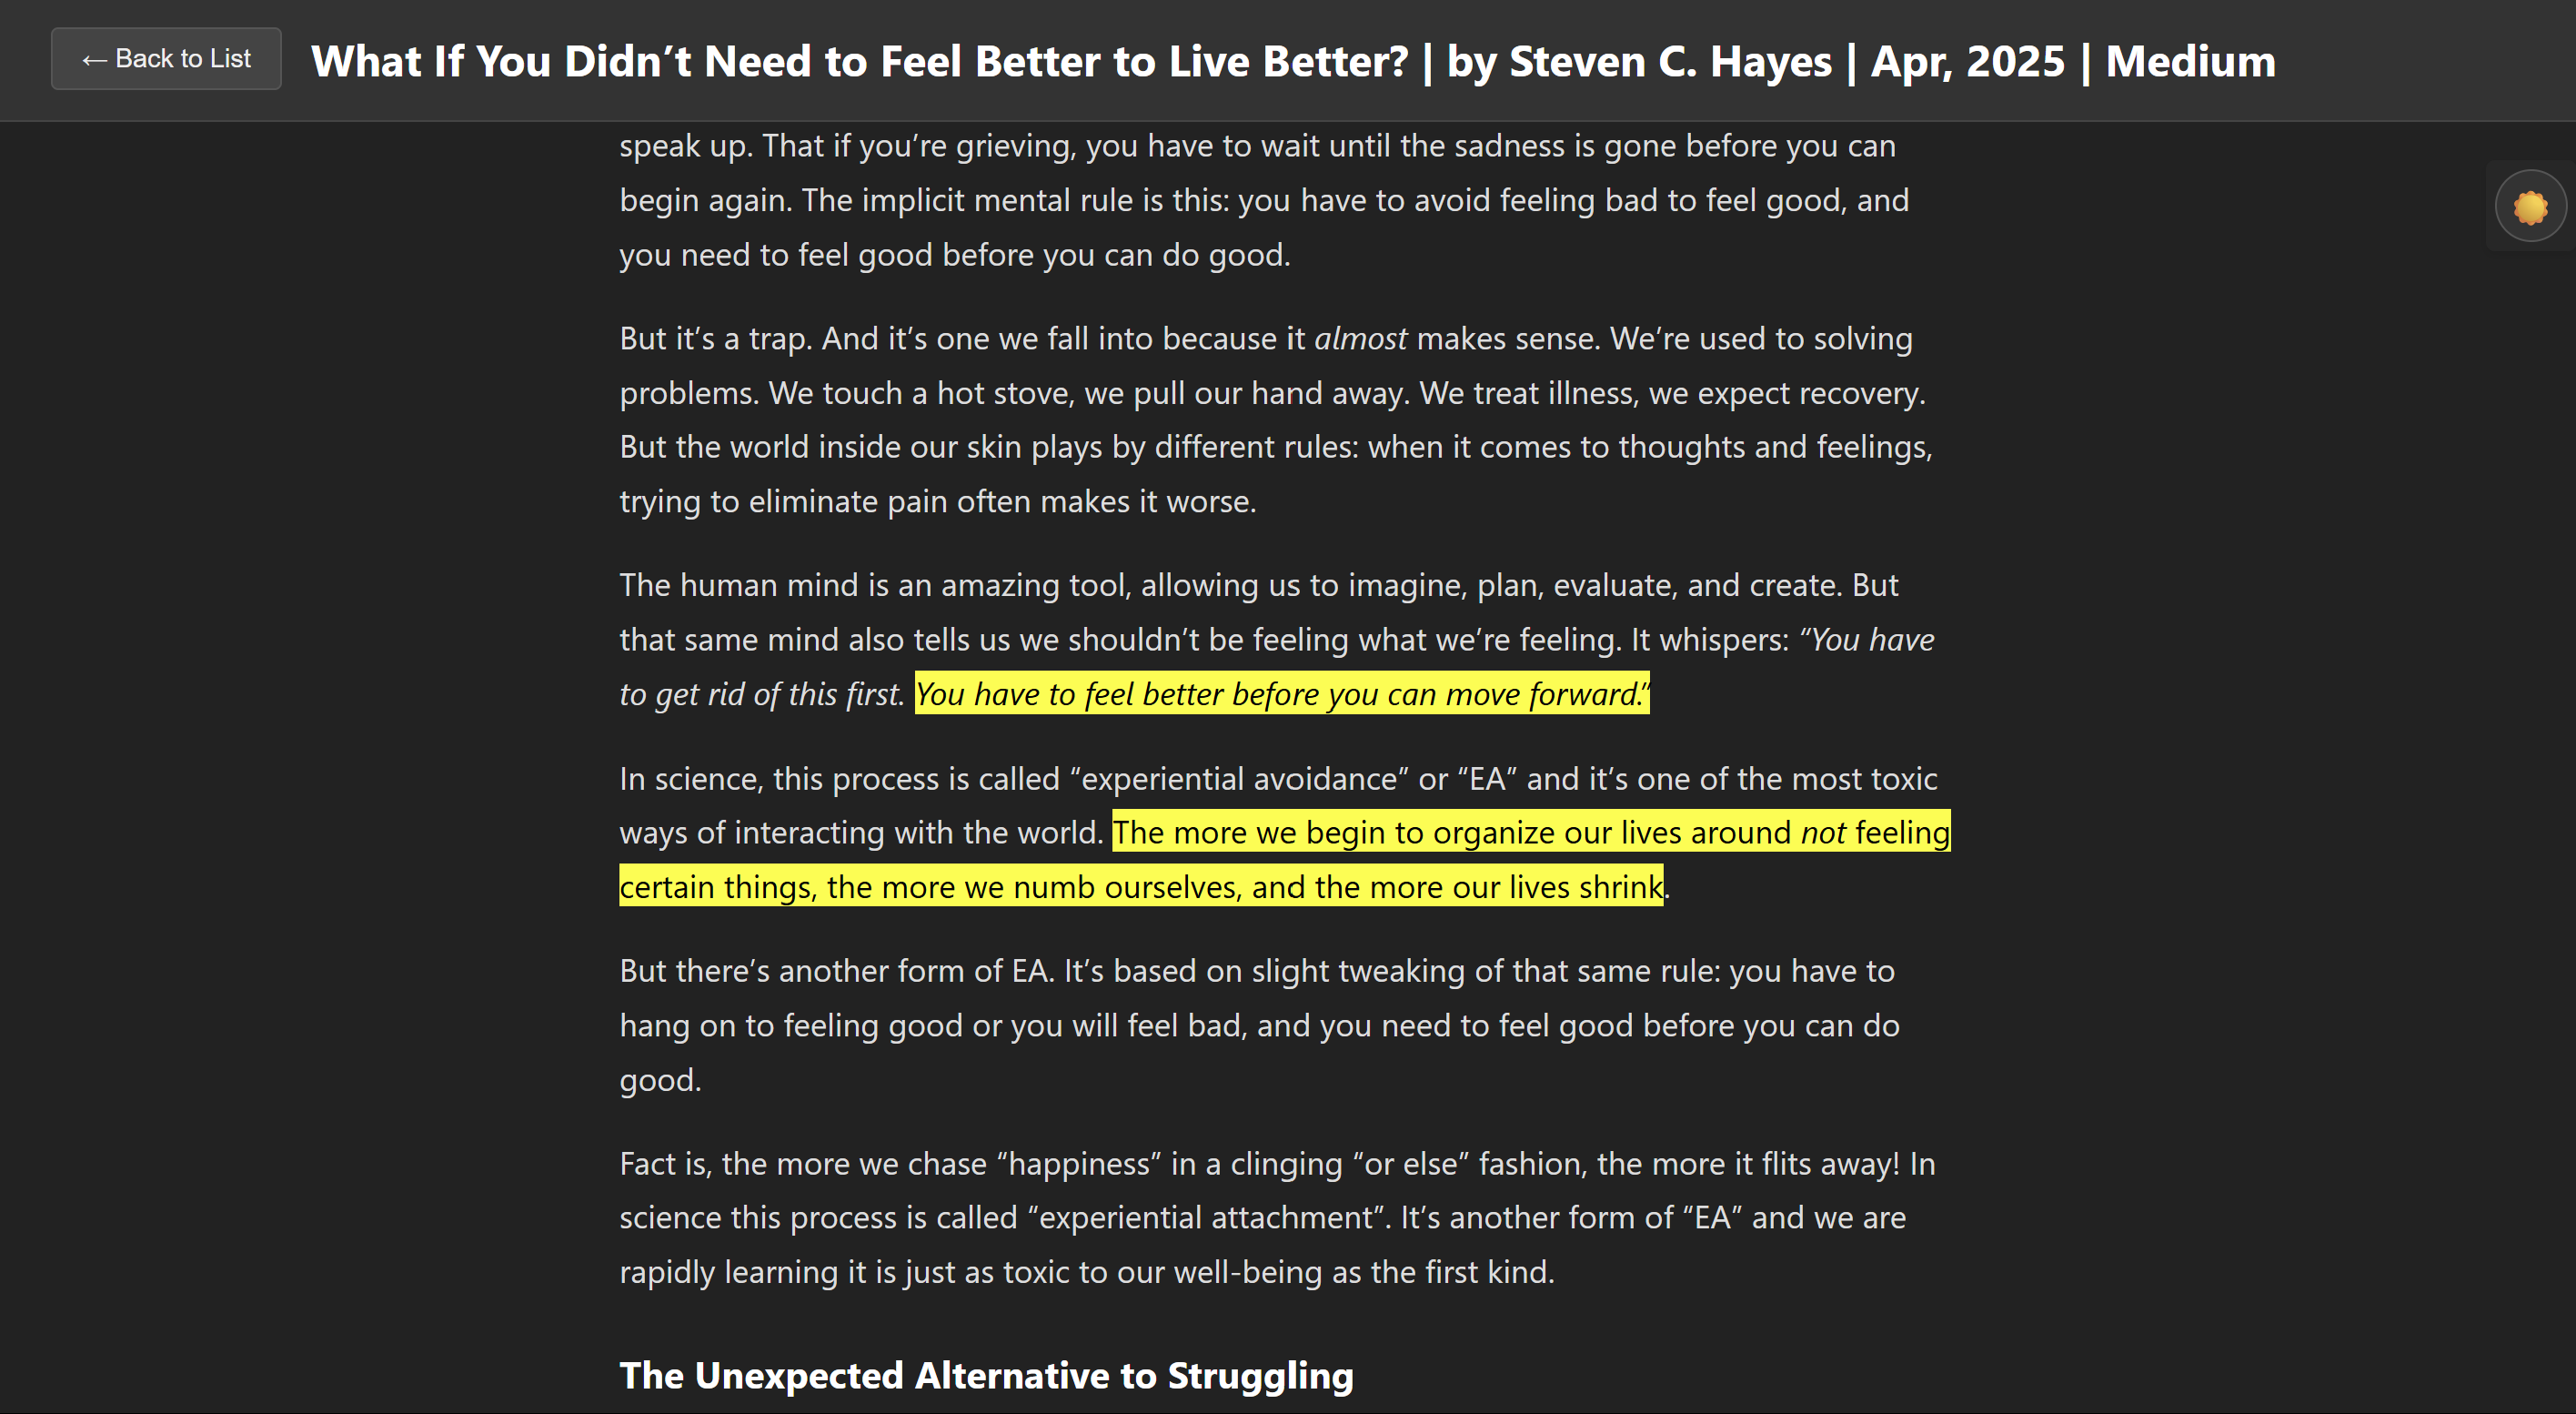 ← Back to List
What If You Didn’t Need to Feel Better to Live Better? | by Steven C. Hayes | Apr, 2025 | Medium
speak up. That if you’re grieving, you have to wait until the sadness is gone before you can
begin again. The implicit mental rule is this: you have to avoid feeling bad to feel good, and
you need to feel good before you can do good.
But it’s a trap. And it’s one we fall into because it almost makes sense. We’re used to solving
problems. We touch a hot stove, we pull our hand away. We treat illness, we expect recovery.
But the world inside our skin plays by different rules: when it comes to thoughts and feelings,
trying to eliminate pain often makes it worse.
The human mind is an amazing tool, allowing us to imagine, plan, evaluate, and create. But
that same mind also tells us we shouldn’t be feeling what we’re feeling. It whispers: “You have
to get rid of this first. You have to feel better before you can move forward.”
In science, this process is called “experiential avoidance” or “EA” and it’s one of the most toxic
ways of interacting with the world. The more we begin to organize our lives around not feeling
certain things, the more we numb ourselves, and the more our lives shrink.
But there’s another form of EA. It’s based on slight tweaking of that same rule: you have to
hang on to feeling good or you will feel bad, and you need to feel good before you can do
good.
Fact is, the more we chase “happiness” in a clinging “or else” fashion, the more it flits away! In
science this process is called “experiential attachment”. It’s another form of “EA” and we are
rapidly learning it is just as toxic to our well-being as the first kind.
The Unexpected Alternative to Struggling